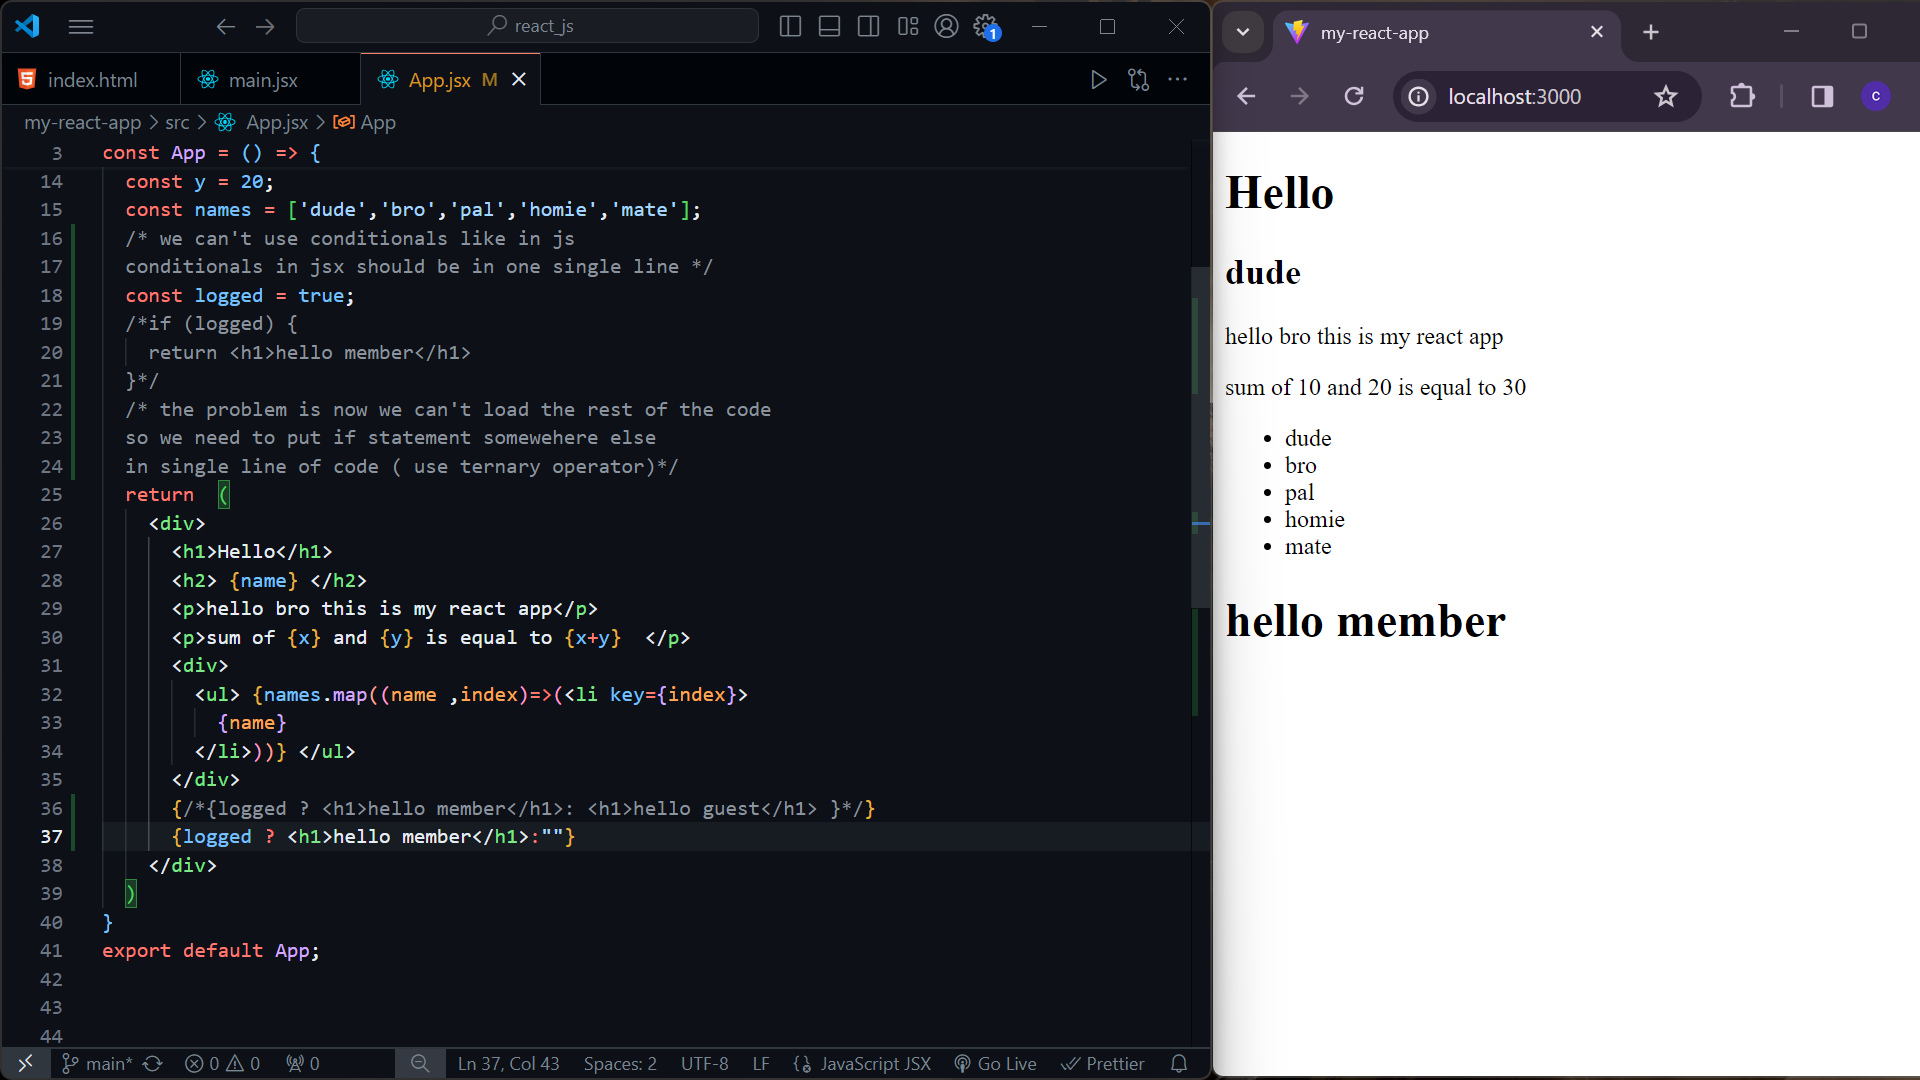 react_js
1
index.html
main.jsx
App.jsx M
my-react-app > src > App.jsx > App
3 const App = () => {
14 const y = 20;
15 const names = ['dude','bro','pal','homie','mate'];
16 /* we can't use conditionals like in js
17 conditionals in jsx should be in one single line */
18 const logged = true;
19 /*if (logged) {
20 return <h1>hello member</h1>
21 }*/
22 /* the problem is now we can't load the rest of the code
23 so we need to put if statement somewehere else
24 in single line of code ( use ternary operator)*/
25 return  (
26 <div>
27 <h1>Hello</h1>
28 <h2> {name} </h2>
29 <p>hello bro this is my react app</p>
30 <p>sum of {x} and {y} is equal to {x+y}  </p>
31 <div>
32 <ul> {names.map((name ,index)=>(<li key={index}>
33 {name}
34 </li>))} </ul>
35 </div>
36 {/*{logged ? <h1>hello member</h1>: <h1>hello guest</h1> }*/}
37 {logged ? <h1>hello member</h1>:""}
38 </div>
39 )
40 }
41 export default App;
42
43
44
main* 0 0 0 Ln 37, Col 43 Spaces: 2 UTF-8 LF JavaScript JSX Go Live Prettier
my-react-app
localhost:3000
C
Hello
dude
hello bro this is my react app
sum of 10 and 20 is equal to 30
dude
bro
pal
homie
mate
hello member